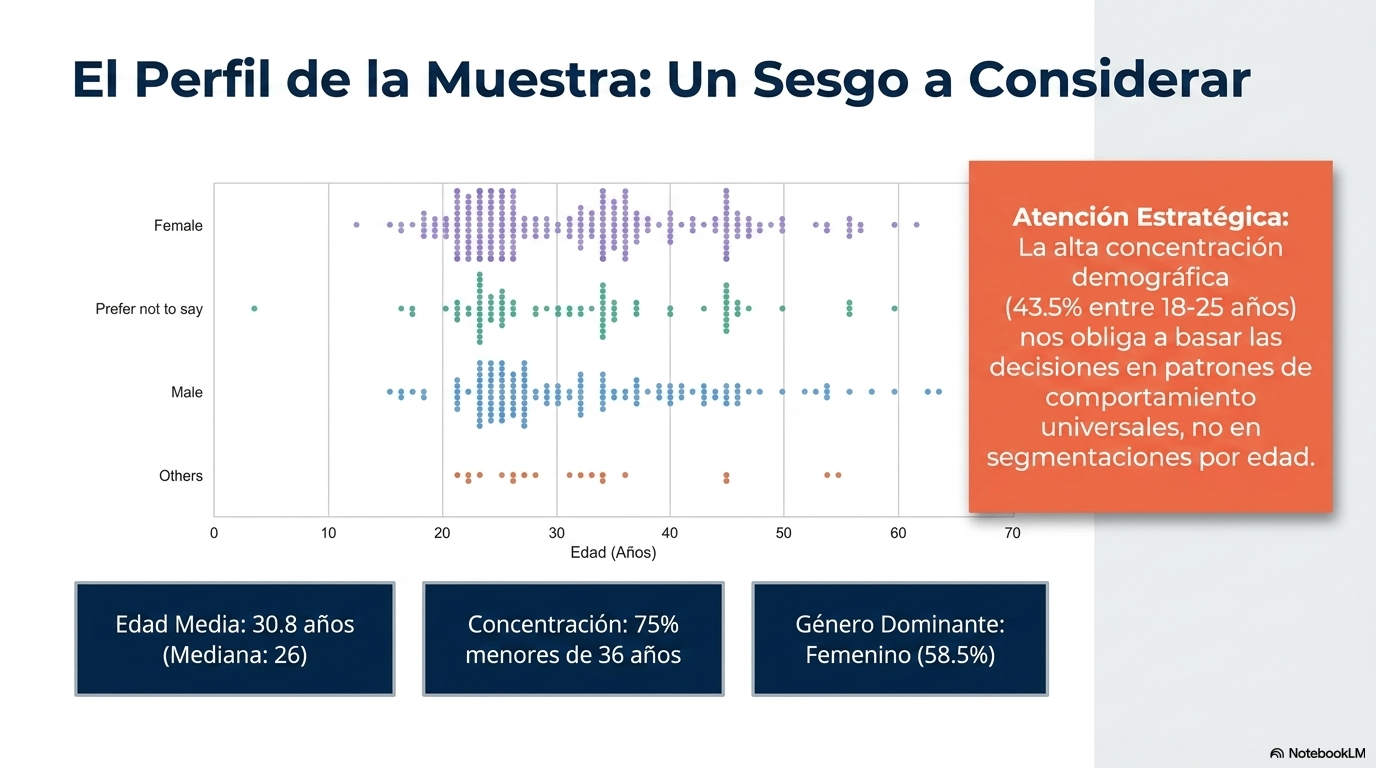 El Perfil de la Muestra: Un Sesgo a Considerar
Female
Prefer not to say
Male
Others
0 10 20 30 40 50 60 70
Edad (Años)
Atención Estratégica:
La alta concentración
demográfica
(43.5% entre 18-25 años)
nos obliga a basar las
decisiones en patrones de
comportamiento
universales, no en
segmentaciones por edad.
Edad Media: 30.8 años
(Mediana: 26)
Concentración: 75%
menores de 36 años
Género Dominante:
Femenino (58.5%)
NotebookLM